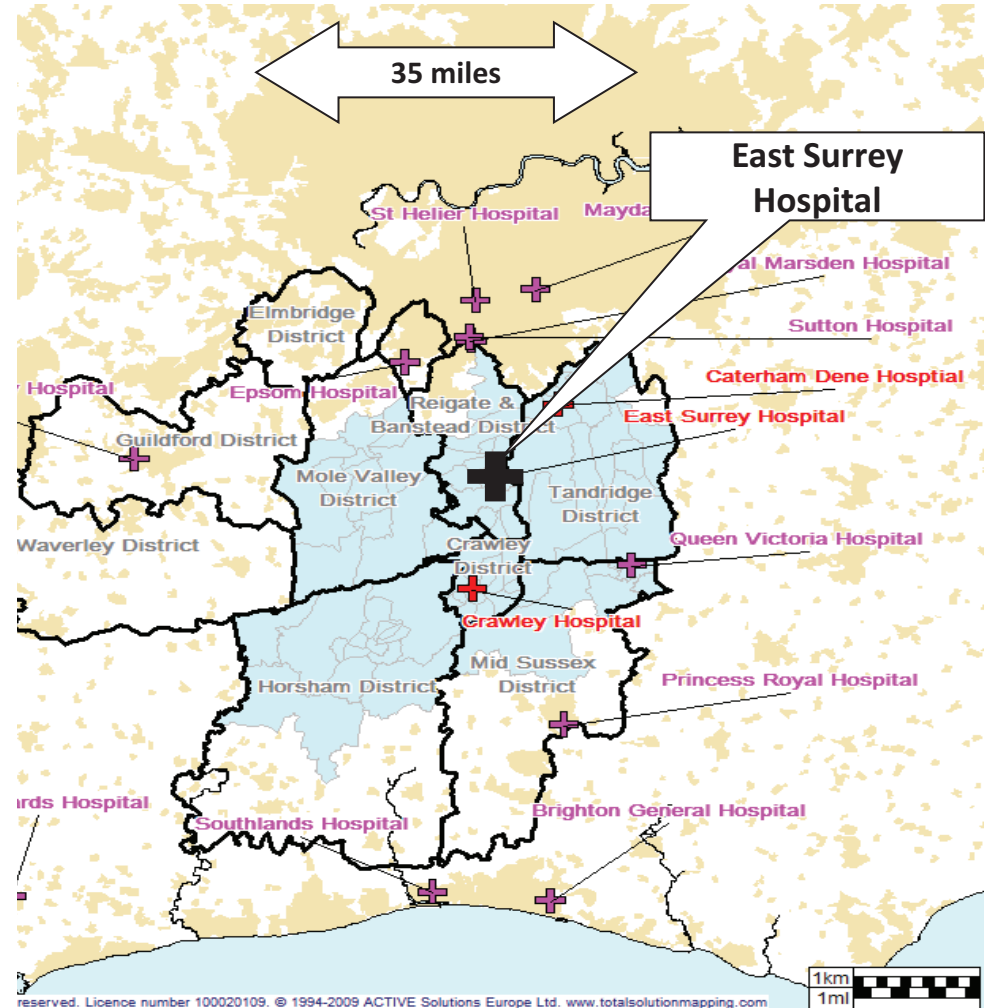 35 miles
East Surrey
Hospital
St Helier Hospital
Mayda
al Marsden Hospital
Elmbridge
District
Sutton Hospital
Hospital
Epsom Hospital
Caterham Dene Hosptial
Reigate &
Banstead District
East Surrey Hospital
Guildford District
Mole Valley
District
Tandridge
District
Waverley District
Queen Victoria Hospital
Crawley
District
Crawley Hospital
Mid Sussex
District
Horsham District
Princess Royal Hospital
ards Hospital
Southlands Hospital
Brighton General Hospital
1km
1ml
reserved. Licence number 100020109. © 1994-2009 ACTIVE Solutions Europe Ltd. www.totalsolutionmapping.com